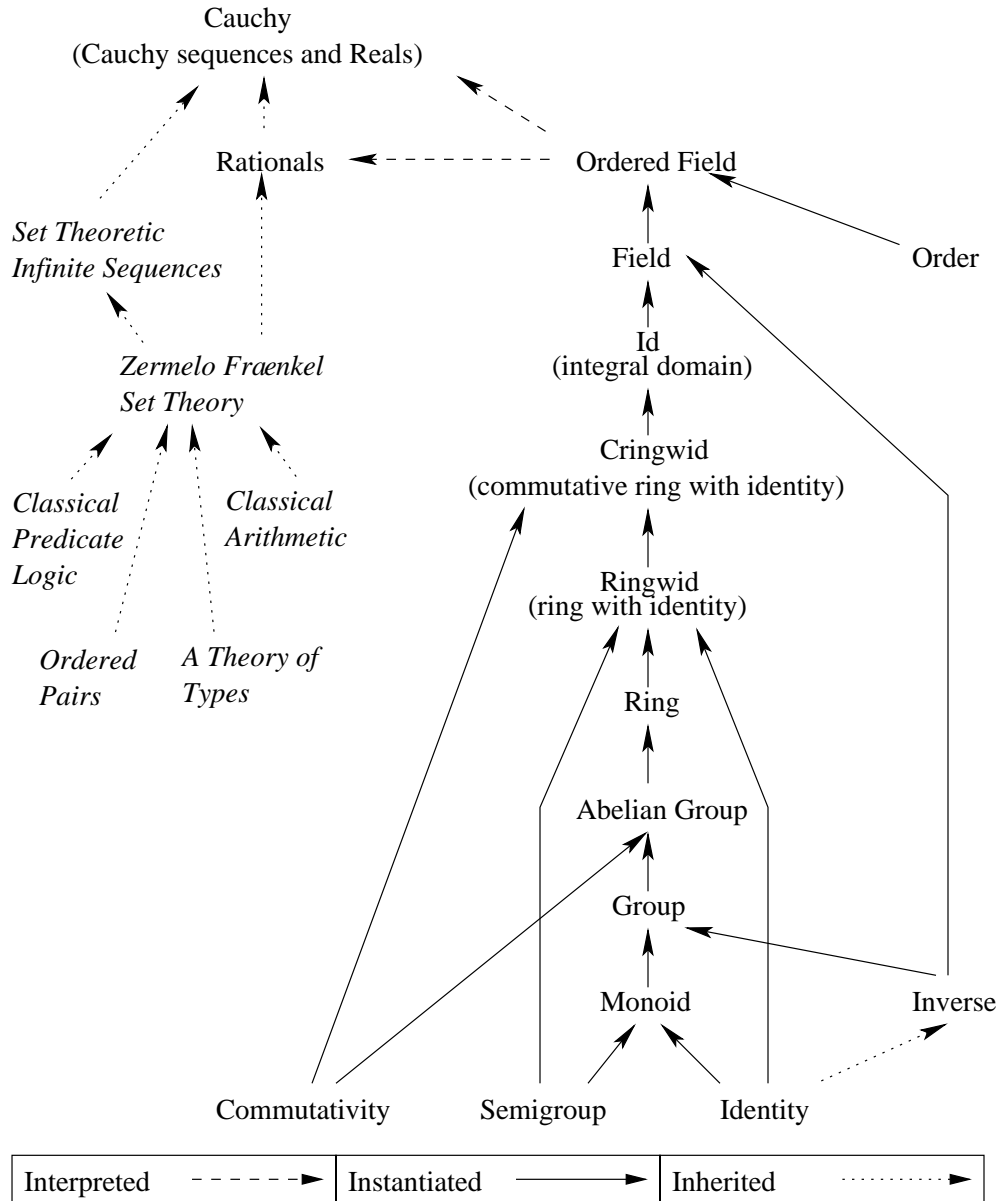 Cauchy
(Cauchy sequences and Reals)
Rationals
Ordered Field
Set Theoretic
Infinite Sequences
Field
Order
Id
(integral domain)
Zermelo Frænkel
Set Theory
Cringwid
(commutative ring with identity)
Classical
Predicate
Logic
Classical
Arithmetic
Ringwid
(ring with identity)
Ordered
Pairs
A Theory of
Types
Ring
Abelian Group
Group
Monoid
Inverse
Commutativity
Semigroup
Identity
Interpreted
Instantiated
Inherited